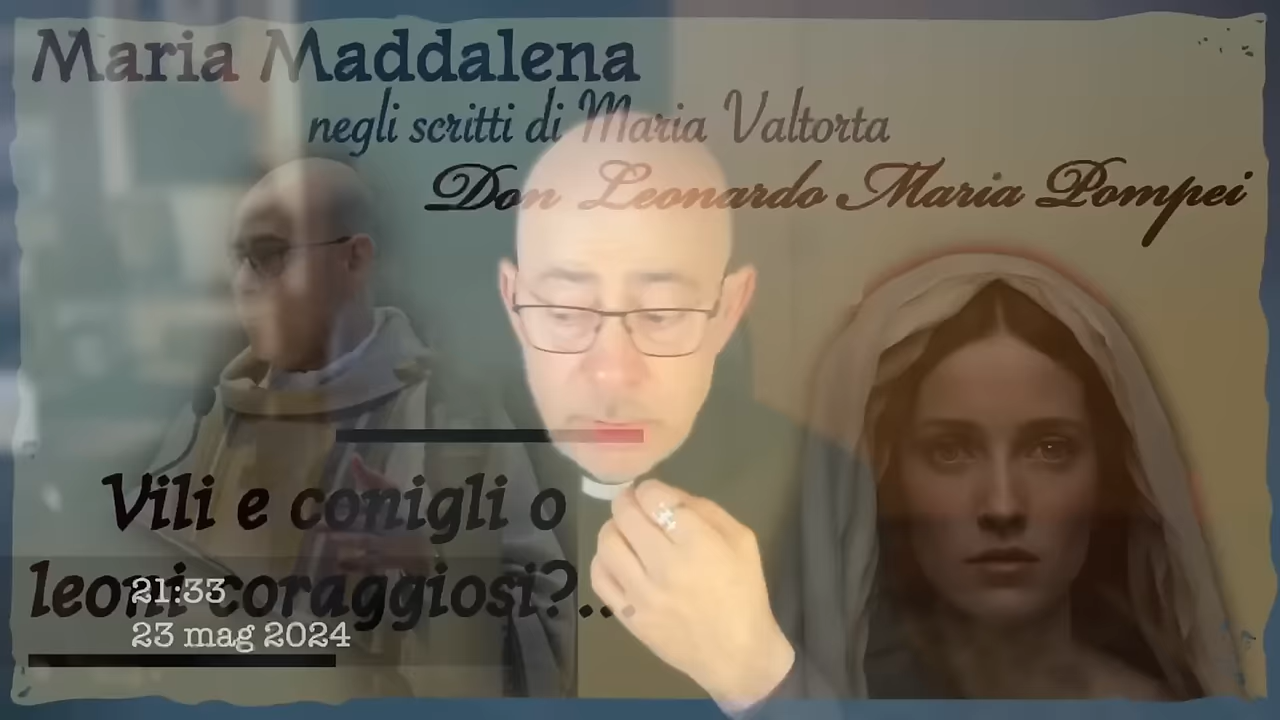 Maria Maddalena
negli scritti di Maria Valtorta
Don Leonardo Maria Pompei
Vili e conigli o
leoni coraggiosi?...
21:33
23 mag 2024